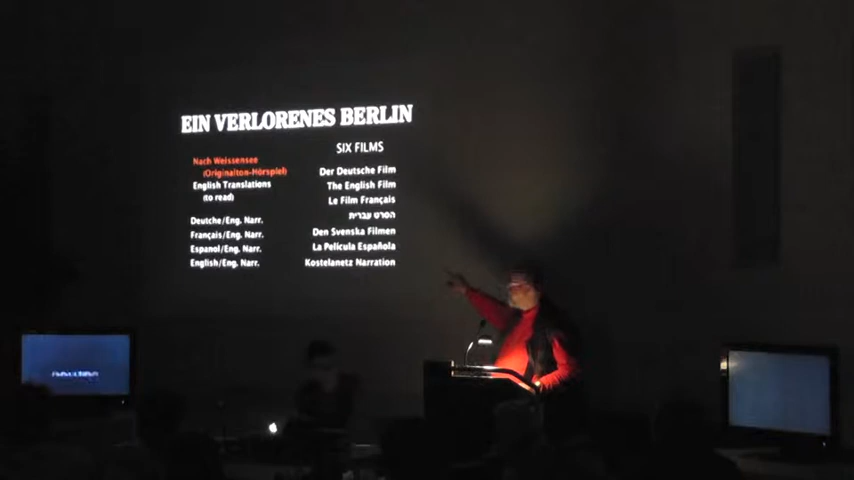 EIN VERLORENES BERLIN
Nach Weissensee
(Originalton-Hörspiel)
English Translations
(to read)
Deutche/Eng. Narr.
Français/Eng. Narr.
Espanol/Eng. Narr.
English/Eng. Narr.
SIX FILMS
Der Deutsche Film
The English Film
Le Film Français
הסרט עברית
Den Svenska Filmen
La Película Española
Kostelanetz Narration